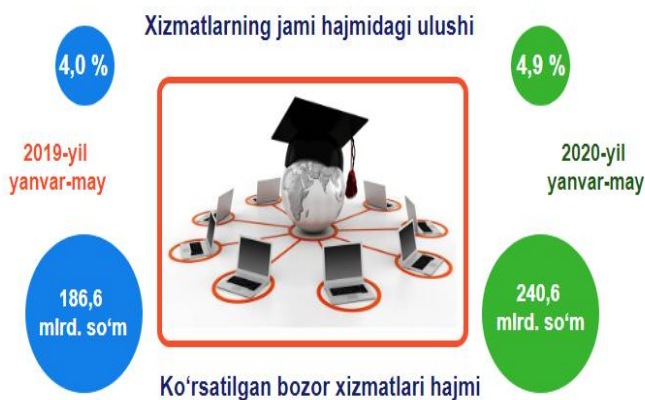 Xizmatlarning jami hajmidagi ulushi
4,0 %
4,9 %
2019-yil
yanvar-may
2020-yil
yanvar-may
186,6
mlrd. so‘m
240,6
mlrd. so‘m
Ko‘rsatilgan bozor xizmatlari hajmi